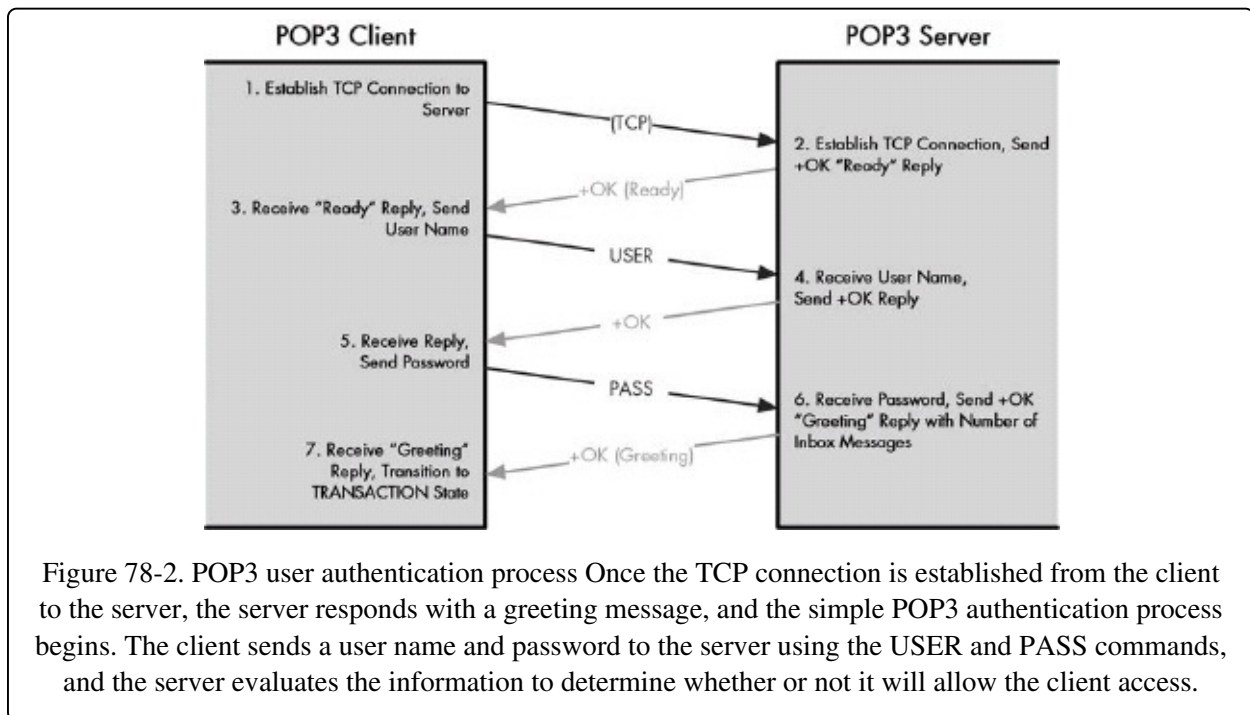 POP3 Client
POP3 Server
1. Establish TCP Connection to
Server
(TCP)
2. Establish TCP Connection, Send
+OK "Ready" Reply
+OK (Ready)
3. Receive "Ready" Reply, Send
User Name
USER
4. Receive User Name,
Send +OK Reply
+OK
5. Receive Reply,
Send Password
PASS
6. Receive Password, Send +OK
"Greeting" Reply with Number of
Inbox Messages
+OK (Greeting)
7. Receive "Greeting"
Reply, Transition to
TRANSACTION State
Figure 78-2. POP3 user authentication process Once the TCP connection is established from the client
to the server, the server responds with a greeting message, and the simple POP3 authentication process
begins. The client sends a user name and password to the server using the USER and PASS commands,
and the server evaluates the information to determine whether or not it will allow the client access.